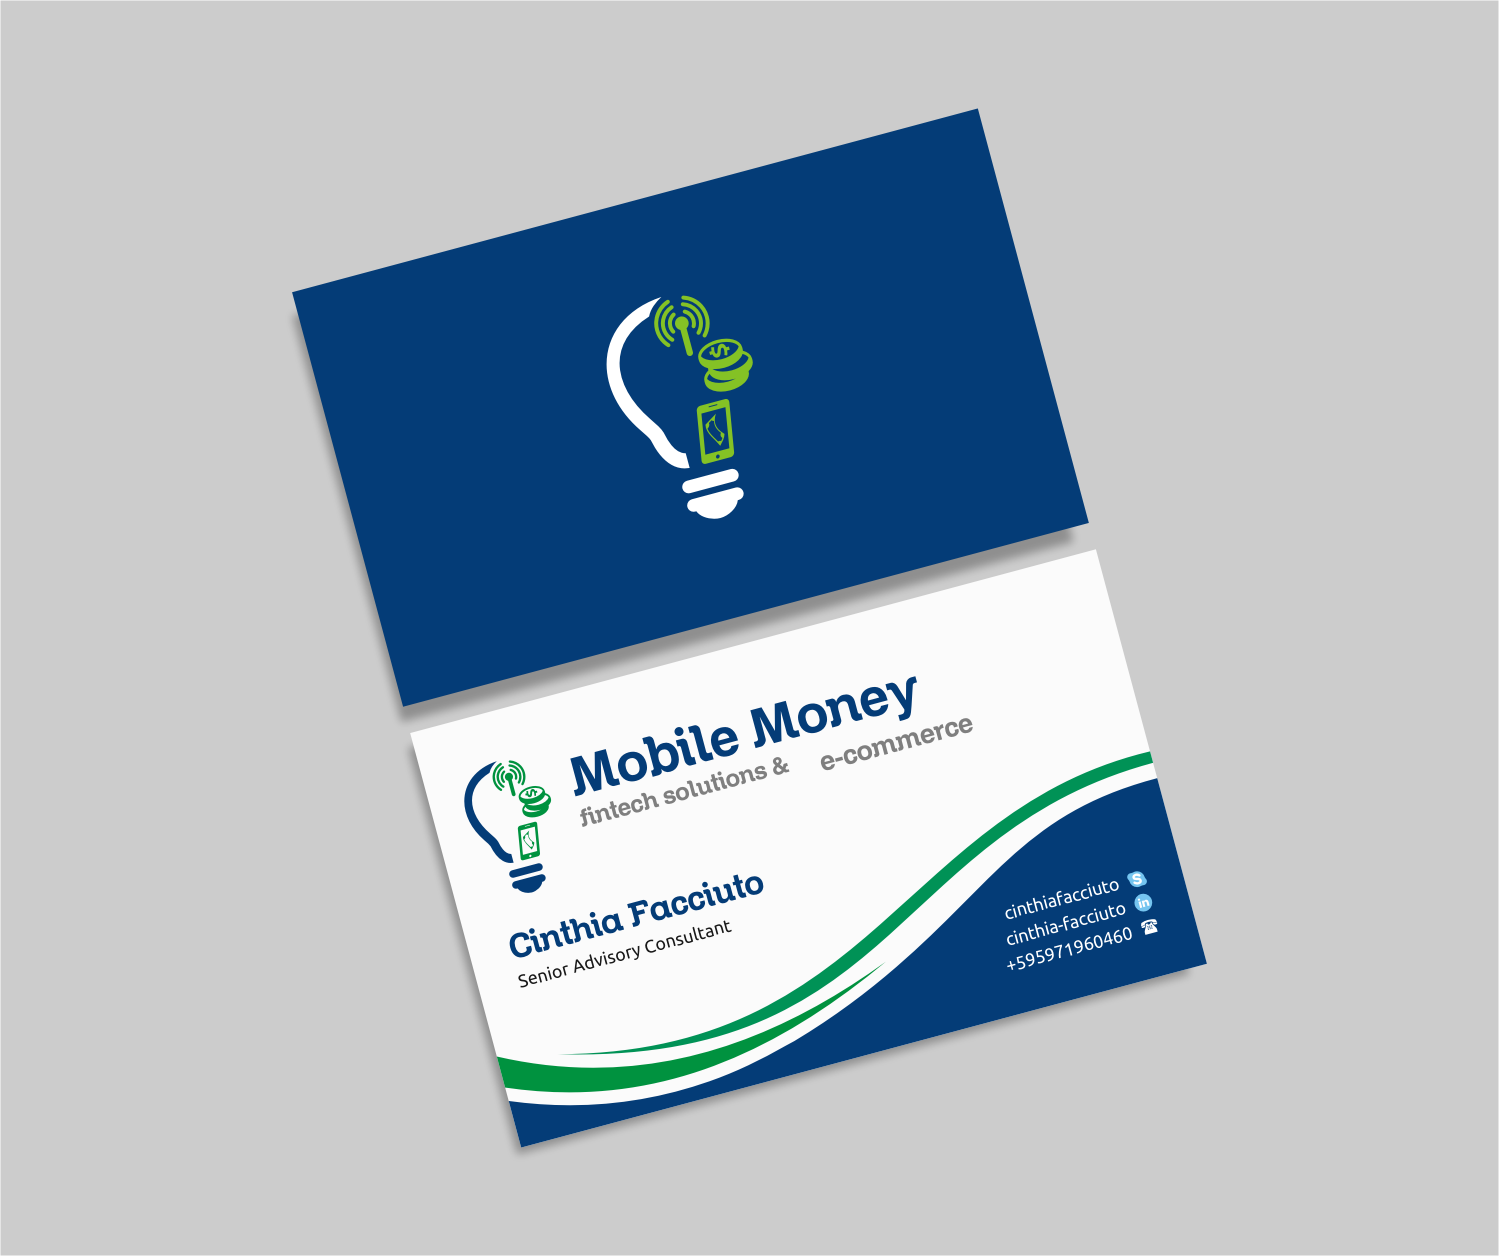 Mobile Money
fintech solutions & e-commerce
Cinthia Facciuto
Senior Advisory Consultant
cinthiafacciuto
cinthia-facciuto
+595971960460